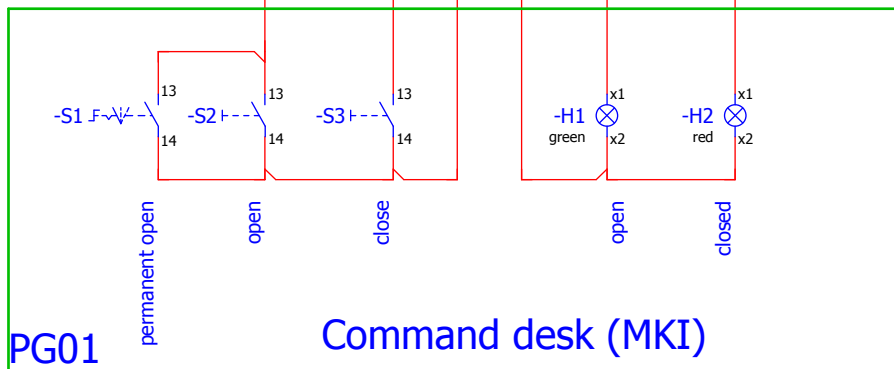 13
13
13
x1
x1
-S1
-S2
-S3
-H1
-H2
green
red
14
14
14
x2
x2
permanent open
open
close
open
closed
PG01
Command desk (MKI)